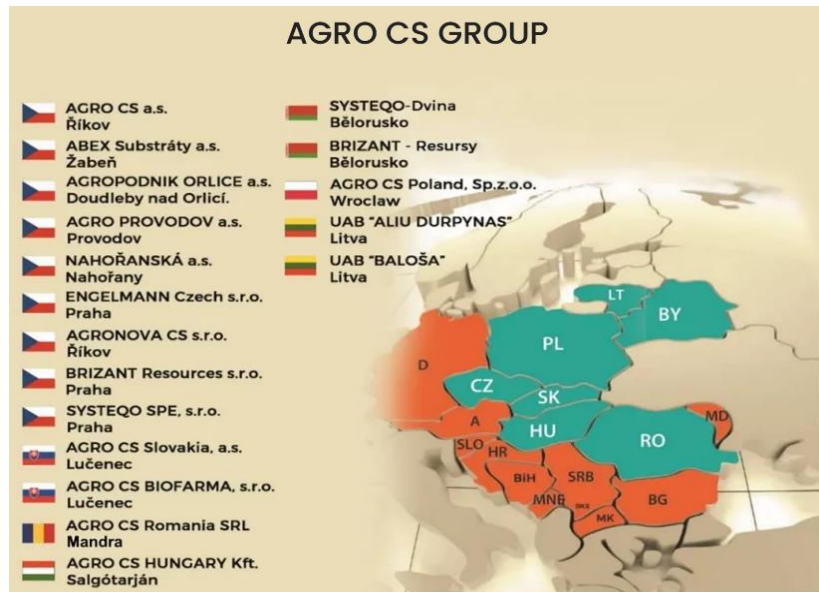 AGRO CS GROUP
AGRO CS a.s.
Říkov
ABEX Substráty a.s.
Žabeň
AGROPODNIK ORLICE a.s.
Doudleby nad Orlicí.
AGRO PROVODOV a.s.
Provodov
NAHOŘANSKÁ a.s.
Nahořany
ENGELMANN Czech s.r.o.
Praha
AGRONOVA CS s.r.o.
Říkov
BRIZANT Resources s.r.o.
Praha
SYSTEQO SPE, s.r.o.
Praha
AGRO CS Slovakia, a.s.
Lučenec
AGRO CS BIOFARMA, s.r.o.
Lučenec
AGRO CS Romania SRL
Mandra
AGRO CS HUNGARY Kft.
Salgótarján
SYSTEQO-Dvina
Bělorusko
BRIZANT - Resursy
Bělorusko
AGRO CS Poland, Sp.z.o.o.
Wroclaw
UAB "ALIU DURPYNAS"
Litva
UAB "BALOŠA"
Litva
LT
BY
PL
D
CZ
SK
A
HU
RO
MD
SLO
HR
BiH
SRB
MNE
BG
MK